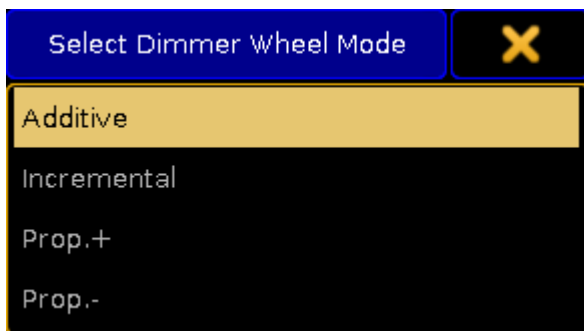 Select Dimmer Wheel Mode
Additive
Incremental
Prop.+
Prop.-